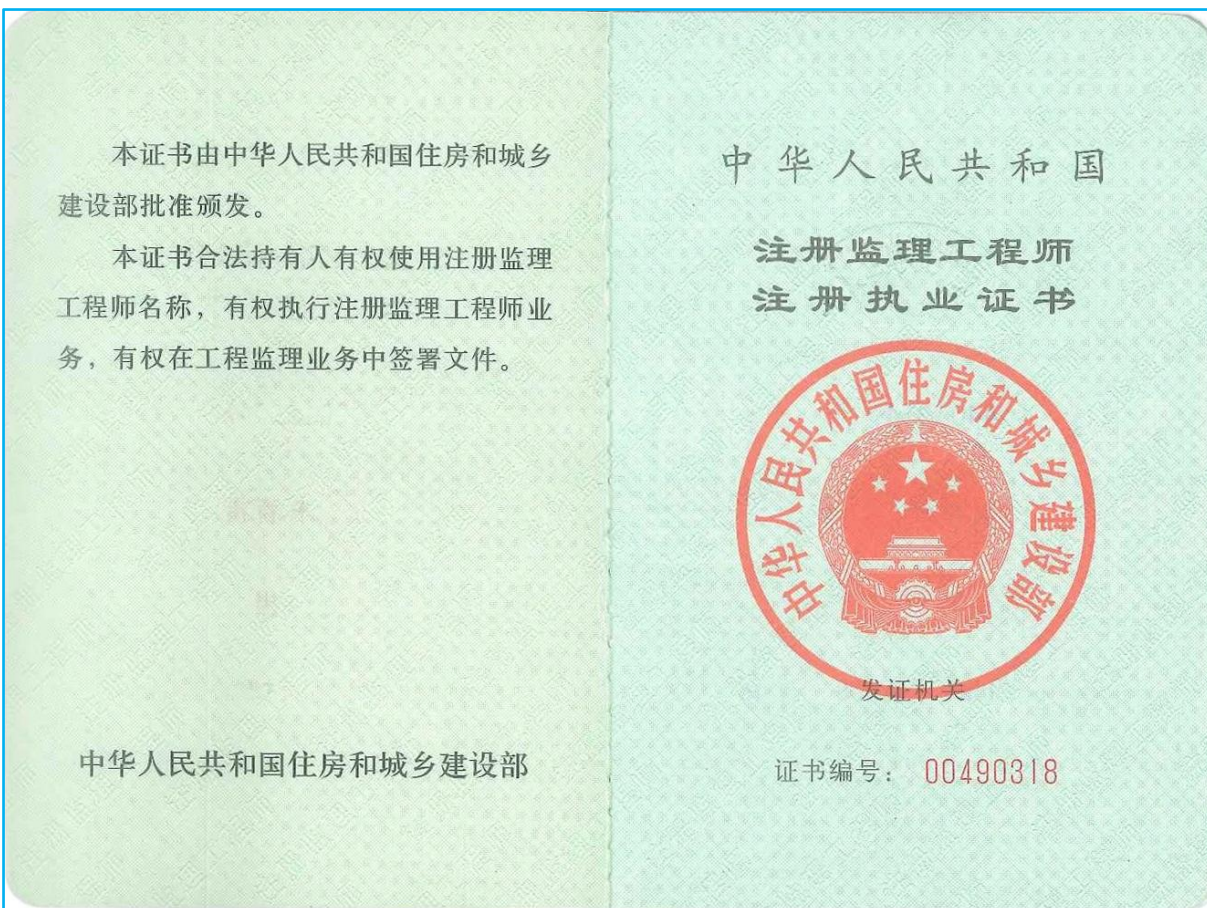 本证书由中华人民共和国住房和城乡
建设部批准颁发。
本证书合法持有人有权使用注册监理
工程师名称，有权执行注册监理工程师业
务，有权在工程监理业务中签署文件。
中华人民共和国住房和城乡建设部
中华人民共和国
注册监理工程师
注册执业证书
中华人民共和国住房和城乡建设部
发证机关
证书编号： 00490318